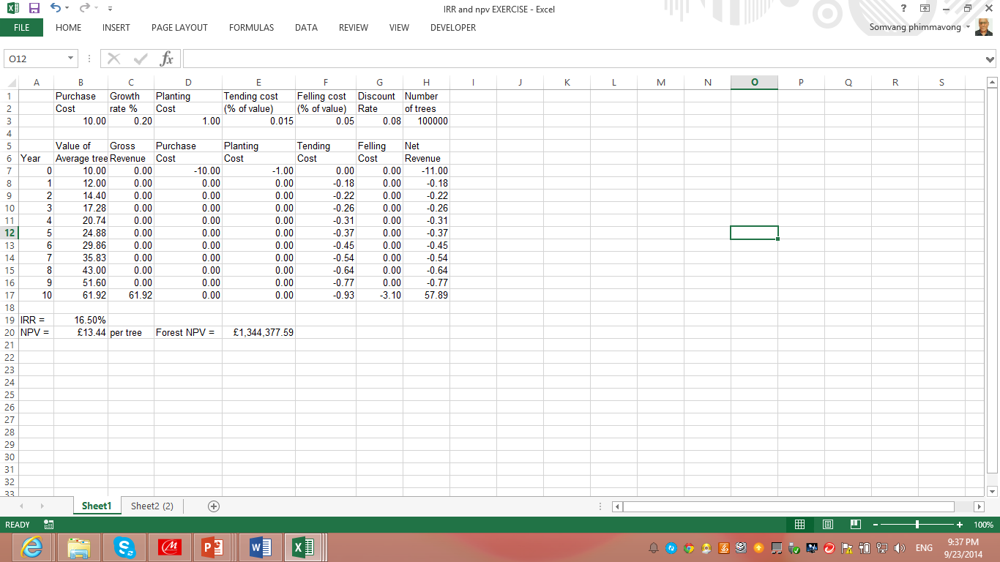 IRR and npv EXERCISE - Excel
?
FILE HOME INSERT PAGE LAYOUT FORMULAS DATA REVIEW VIEW DEVELOPER Somvang phimmavong
O12 fx
A B C D E F G H I J K L M N O P Q R S
1 Purchase Growth Planting Tending cost Felling cost Discount Number
2 Cost rate % Cost (% of value) (% of value) Rate of trees
3 10.00 0.20 1.00 0.015 0.05 0.08 100000
4
5 Value of Gross Purchase Planting Tending Felling Net
6 Year Average tree Revenue Cost Cost Cost Cost Revenue
7 0 10.00 0.00 -10.00 -1.00 0.00 0.00 -11.00
8 1 12.00 0.00 0.00 0.00 -0.18 0.00 -0.18
9 2 14.40 0.00 0.00 0.00 -0.22 0.00 -0.22
10 3 17.28 0.00 0.00 0.00 -0.26 0.00 -0.26
11 4 20.74 0.00 0.00 0.00 -0.31 0.00 -0.31
12 5 24.88 0.00 0.00 0.00 -0.37 0.00 -0.37
13 6 29.86 0.00 0.00 0.00 -0.45 0.00 -0.45
14 7 35.83 0.00 0.00 0.00 -0.54 0.00 -0.54
15 8 43.00 0.00 0.00 0.00 -0.64 0.00 -0.64
16 9 51.60 0.00 0.00 0.00 -0.77 0.00 -0.77
17 10 61.92 61.92 0.00 0.00 -0.93 -3.10 57.89
18
19 IRR = 16.50%
20 NPV = £13.44 per tree Forest NPV = £1,344,377.59
21
22
23
24
25
26
27
28
29
30
31
32
33
Sheet1 Sheet2 (2)
READY 100%
ENG 9:37 PM
9/23/2014